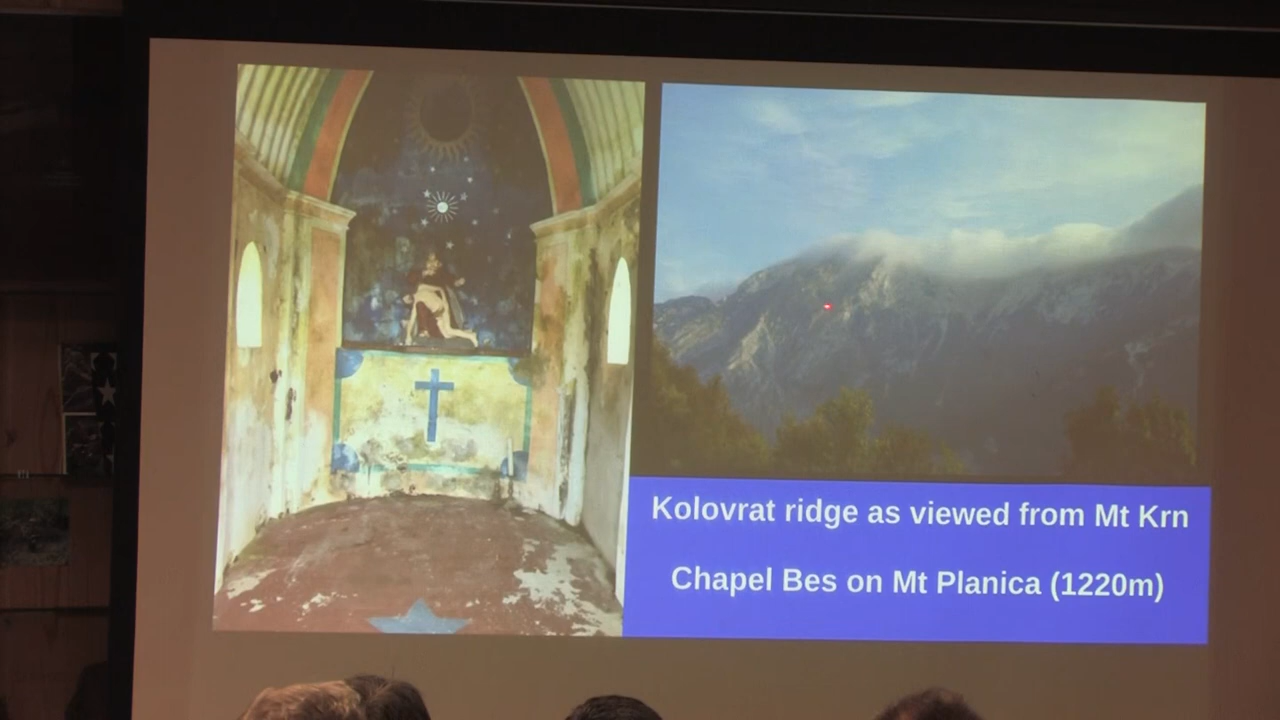 Kolovrat ridge as viewed from Mt Krn
Chapel Bes on Mt Planica (1220m)